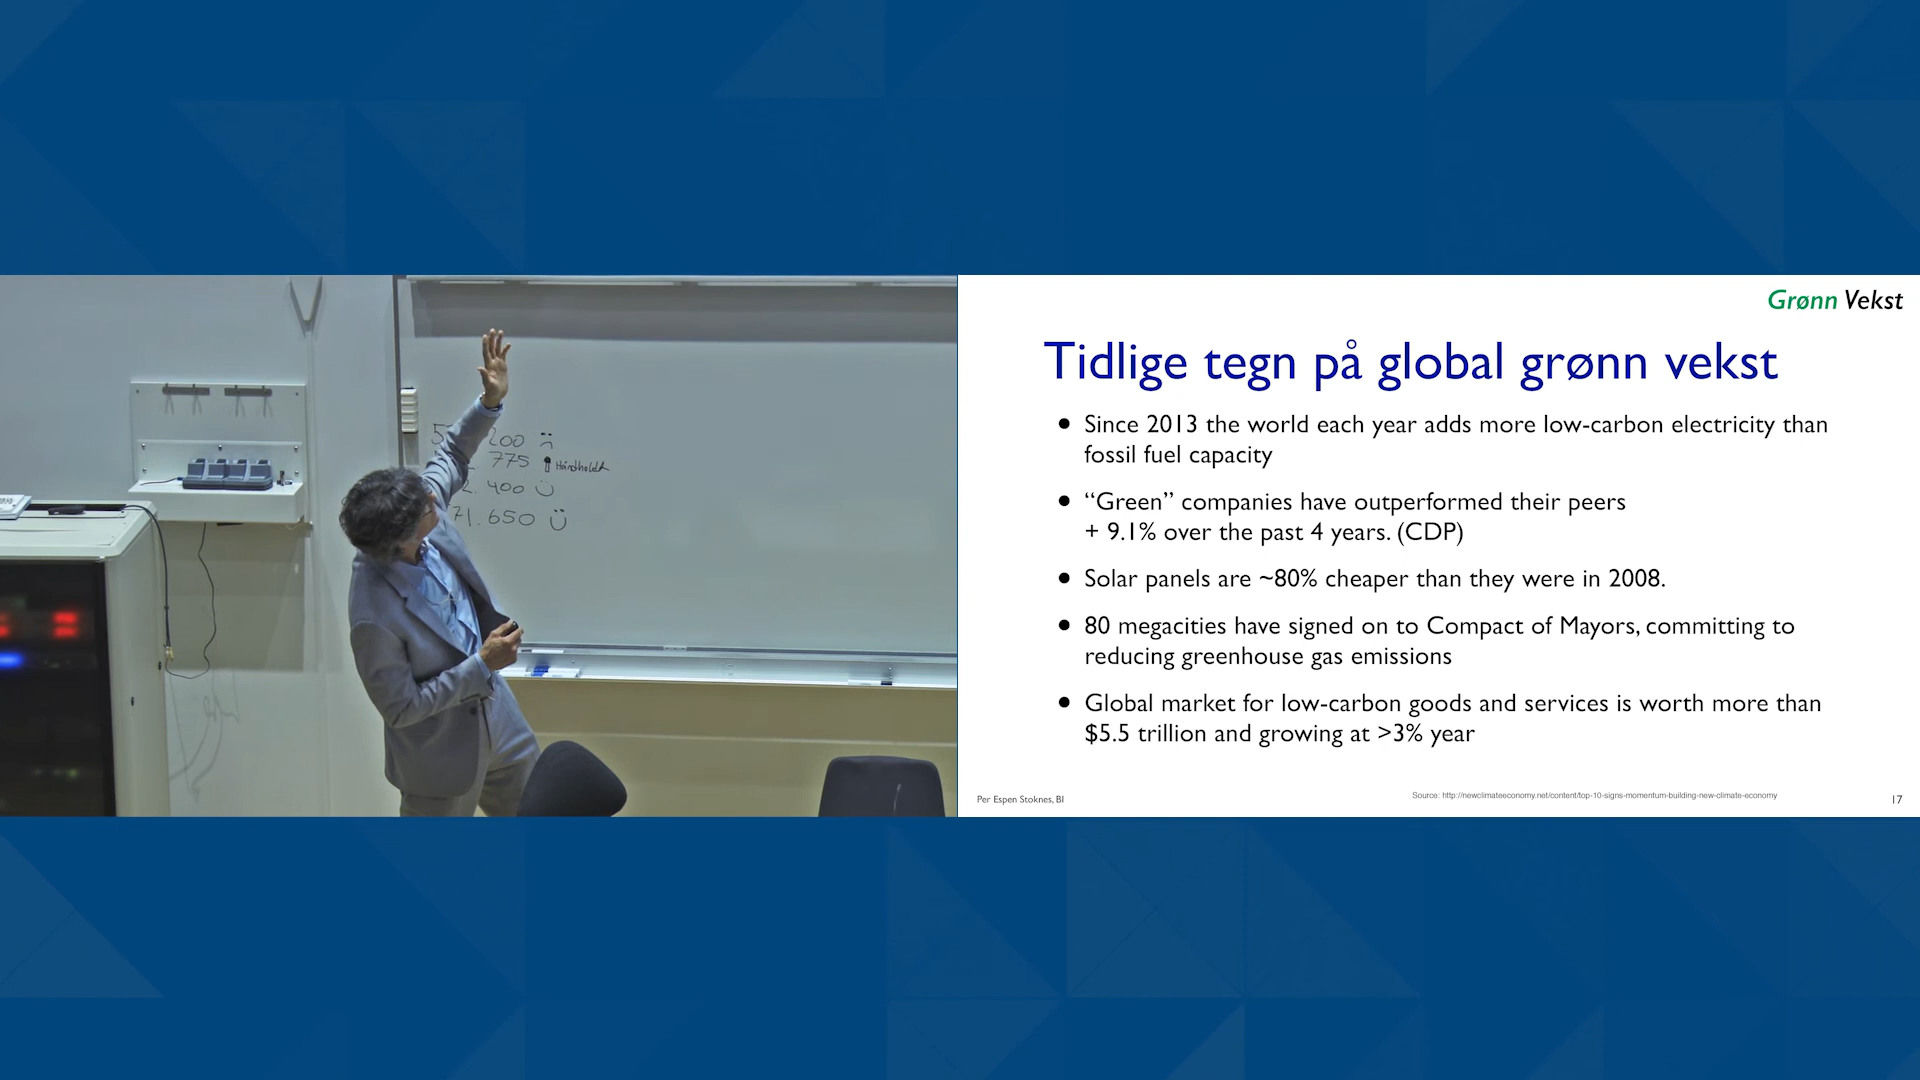 200
775 Håndholdt
2.400
71.650
Grønn Vekst
Tidlige tegn på global grønn vekst
• Since 2013 the world each year adds more low-carbon electricity than
fossil fuel capacity
• “Green” companies have outperformed their peers
+ 9.1% over the past 4 years. (CDP)
• Solar panels are ~80% cheaper than they were in 2008.
• 80 megacities have signed on to Compact of Mayors, committing to
reducing greenhouse gas emissions
• Global market for low-carbon goods and services is worth more than
$5.5 trillion and growing at >3% year
Per Espen Stoknes, BI
Source: http://newclimateeconomy.net/content/top-10-signs-momentum-building-new-climate-economy
17